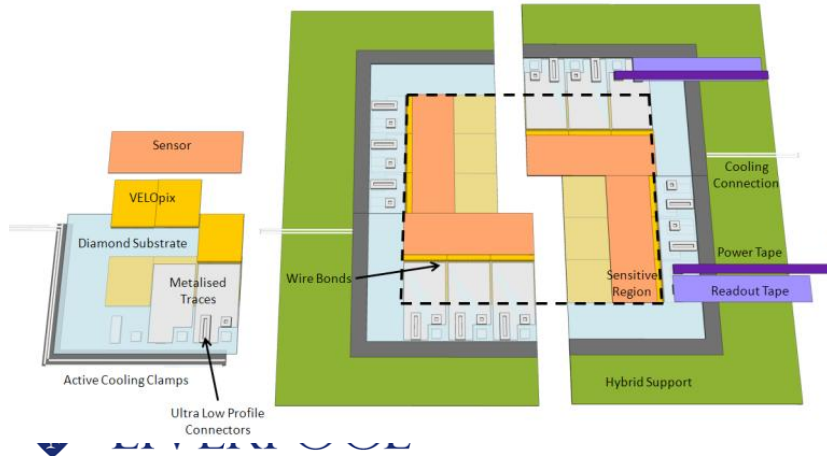 Sensor
VELOpix
Diamond Substrate
Metalised
Traces
Active Cooling Clamps
Ultra Low Profile
Connectors
Wire Bonds
Sensitive
Region
Cooling
Connection
Power Tape
Readout Tape
Hybrid Support
LIVERPOOL